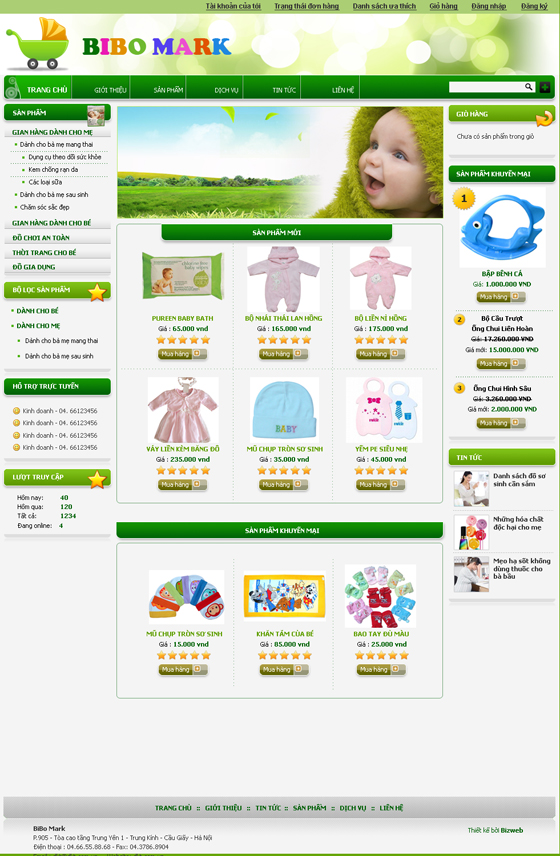 Tài khoản của tôi Trạng thái đơn hàng Danh sách ưa thích Giỏ hàng Đăng nhập Đăng ký
BIBO MARK
TRANG CHỦ GIỚI THIỆU SẢN PHẨM DỊCH VỤ TIN TỨC LIÊN HỆ
SẢN PHẨM
GIAN HÀNG DÀNH CHO MẸ
Dành cho bà mẹ mang thai
Dụng cụ theo dõi sức khỏe
Kem chống rạn da
Các loại sữa
Dành cho bà mẹ sau sinh
Chăm sóc sắc đẹp
GIAN HÀNG DÀNH CHO BÉ
ĐỒ CHƠI AN TOÀN
THỜI TRANG CHO BÉ
ĐỒ GIA DỤNG
BỘ LỌC SẢN PHẨM
DÀNH CHO BÉ
DÀNH CHO MẸ
Dành cho bà mẹ mang thai
Dành cho bà mẹ sau sinh
HỖ TRỢ TRỰC TUYẾN
Kinh doanh - 04. 66123456
Kinh doanh - 04. 66123456
Kinh doanh - 04. 66123456
Kinh doanh - 04. 66123456
LƯỢT TRUY CẬP
Hôm nay: 40
Hôm qua: 120
Tất cả: 1234
Đang online: 4
SẢN PHẨM MỚI
PUREEN BABY BATH
Giá : 65.000 vnd
Mua hàng
BỘ NHÀI THÁI LAN HỒNG
Giá : 165.000 vnd
Mua hàng
BỘ LIỀN NỈ HỒNG
Giá : 175.000 vnd
Mua hàng
VÁY LIỀN KÈM BĂNG ĐÔ
Giá : 235.000 vnd
Mua hàng
BABY
MŨ CHỤP TRÒN SƠ SINH
Giá : 35.000 vnd
Mua hàng
YẾM PE SIÊU NHẸ
Giá : 45.000 vnd
Mua hàng
SẢN PHẨM KHUYẾN MẠI
MŨ CHỤP TRÒN SƠ SINH
Giá : 15.000 vnd
Mua hàng
KHĂN TẮM CỦA BÉ
Giá : 85.000 vnd
Mua hàng
BAO TAY ĐỦ MÀU
Giá : 25.000 vnd
Mua hàng
GIỎ HÀNG
Chưa có sản phẩm trong giỏ
SẢN PHẨM KHUYẾN MẠI
1
BẬP BÊNH CÁ
Giá: 1.000.000 VND
Mua hàng
2 Bộ Cầu Trượt
Ống Chui Liên Hoàn
Giá: 17.260.000 VND
Giá mới: 15.000.000 VND
Mua hàng
3 Ống Chui Hình Sâu
Giá: 3.260.000 VND
Giá mới: 2.000.000 VND
Mua hàng
TIN TỨC
Danh sách đồ sơ
sinh cần sắm
Những hóa chất
độc hại cho mẹ
Mẹo hạ sốt không
dùng thuốc cho
bà bầu
TRANG CHỦ :: GIỚI THIỆU :: TIN TỨC :: SẢN PHẨM :: DỊCH VỤ :: LIÊN HỆ
BiBo Mark
P.905 - Tòa cao tầng Trung Yên 1 - Trung Kính - Cầu Giấy - Hà Nội
Điện thoại : 04.66.55.88.68 - Fax: 04.3786.8904
Thiết kế bởi Bizweb